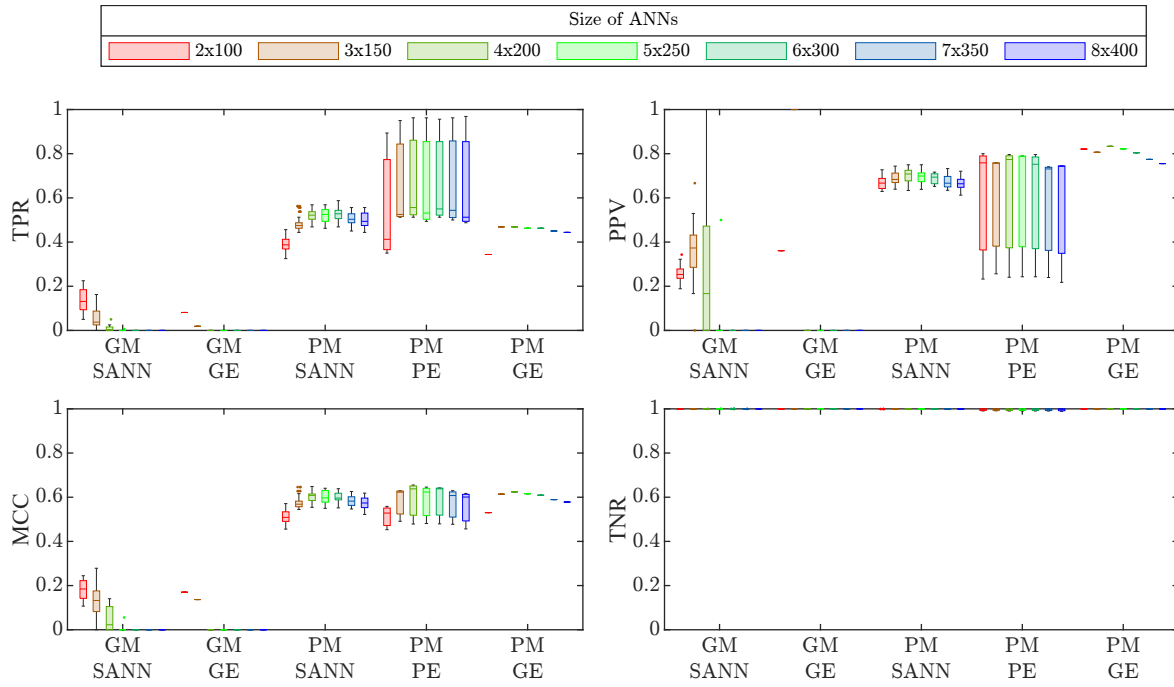 Size of ANNs
2x100 3x150 4x200 5x250 6x300 7x350 8x400
TPR
1
0.8
0.6
0.4
0.2
0
GM SANN
GM GE
PM SANN
PM PE
PM GE
PPV
1
0.8
0.6
0.4
0.2
0
GM SANN
GM GE
PM SANN
PM PE
PM GE
MCC
1
0.8
0.6
0.4
0.2
0
GM SANN
GM GE
PM SANN
PM PE
PM GE
TNR
1
0.8
0.6
0.4
0.2
0
GM SANN
GM GE
PM SANN
PM PE
PM GE